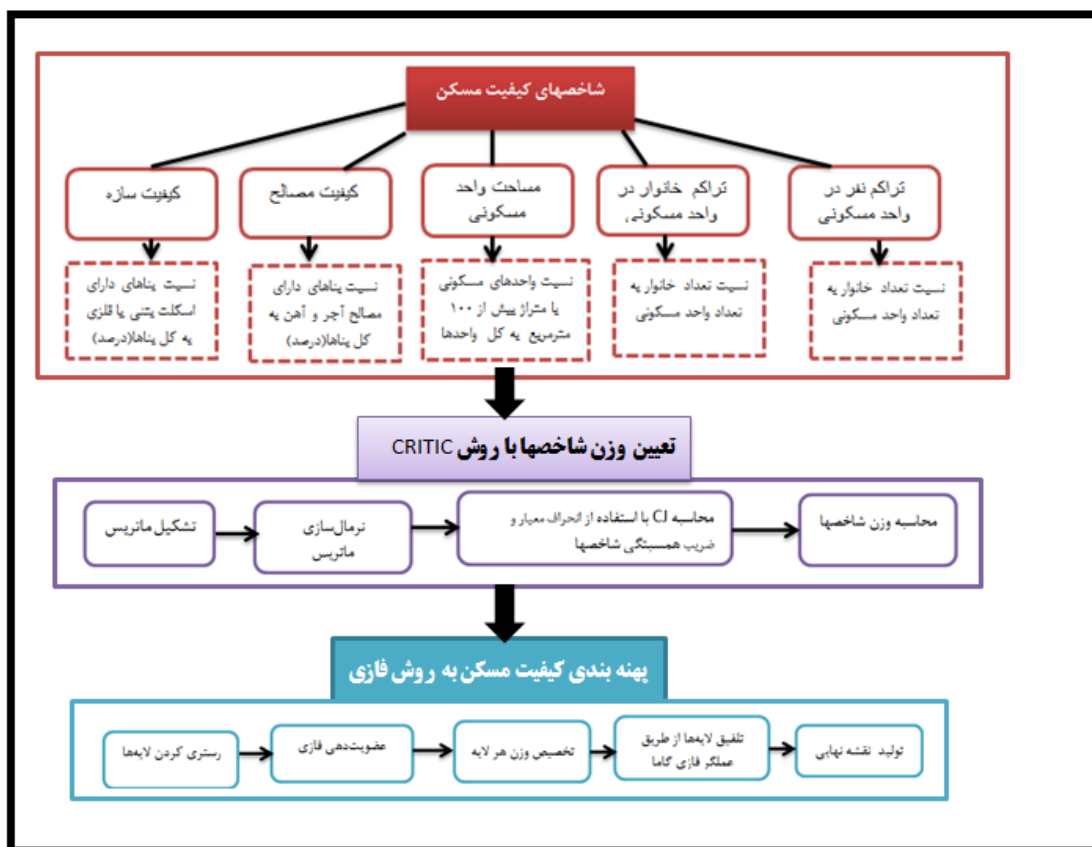 شاخصهای کیفیت مسکن
تراکم نفر در
واحد مسکونی
تراکم خانوار در
واحد مسکونی
مساحت واحد
مسکونی
کیفیت مصالح
کیفیت سازه
نسبت تعداد خانوار به
تعداد واحد مسکونی
نسبت تعداد خانوار به
تعداد واحد مسکونی
نسبت واحدهای مسکونی
با متراژ بیش از ۱۰۰
مترمربع به کل واحدها
نسبت بناهای دارای
مصالح آجر و آهن به
کل بناها(درصد)
نسبت بناهای دارای
اسکلت بتنی یا فلزی
به کل بناها(درصد)
تعیین وزن شاخصها با روش CRITIC
تشکیل ماتریس
نرمال‌سازی
ماتریس
محاسبه CJ با استفاده از انحراف معیار و
ضریب همبستگی شاخصها
محاسبه وزن شاخصها
پهنه بندی کیفیت مسکن به روش فازی
رستری کردن لایه‌ها
عضویت‌دهی فازی
تخصیص وزن هر لایه
تلفیق لایه‌ها از طریق
عملگر فازی گاما
تولید نقشه نهایی